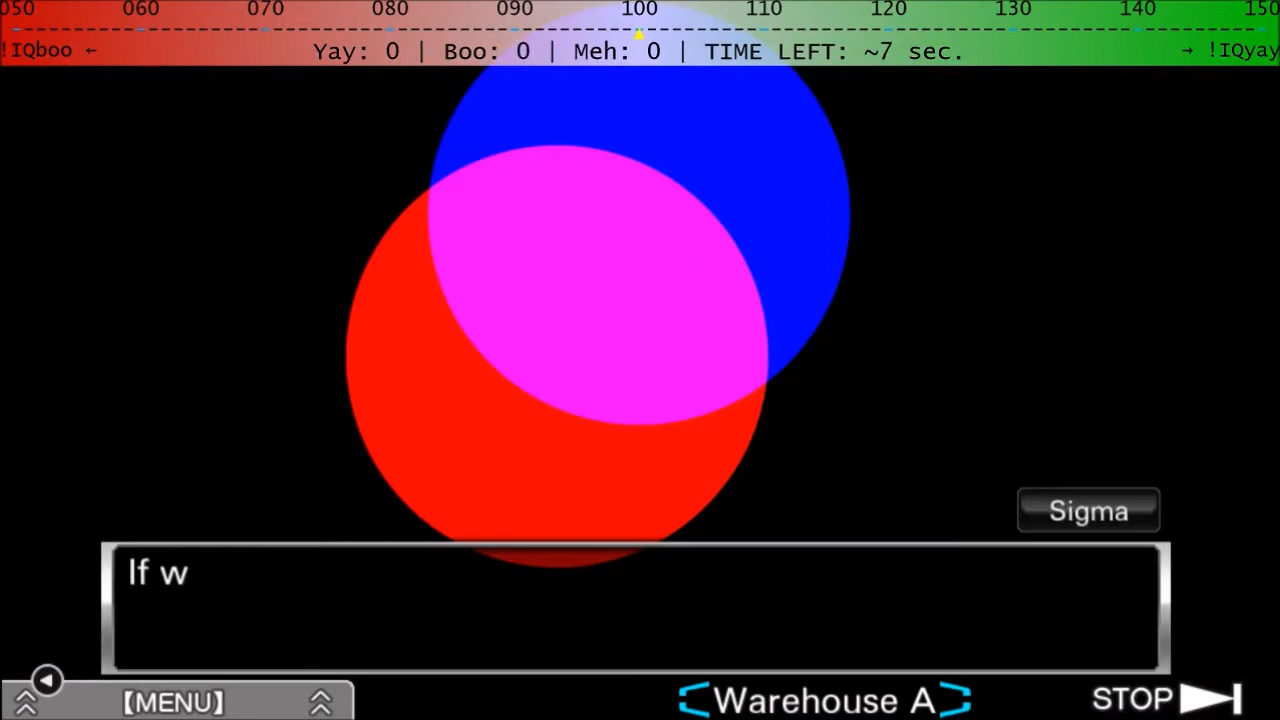 050 060 070 080 090 100 110 120 130 140 150
!IQboo ← Yay: 0 | Boo: 0 | Meh: 0 | TIME LEFT: ~7 sec. → !IQyay
Sigma
If w
【MENU】 Warehouse A STOP